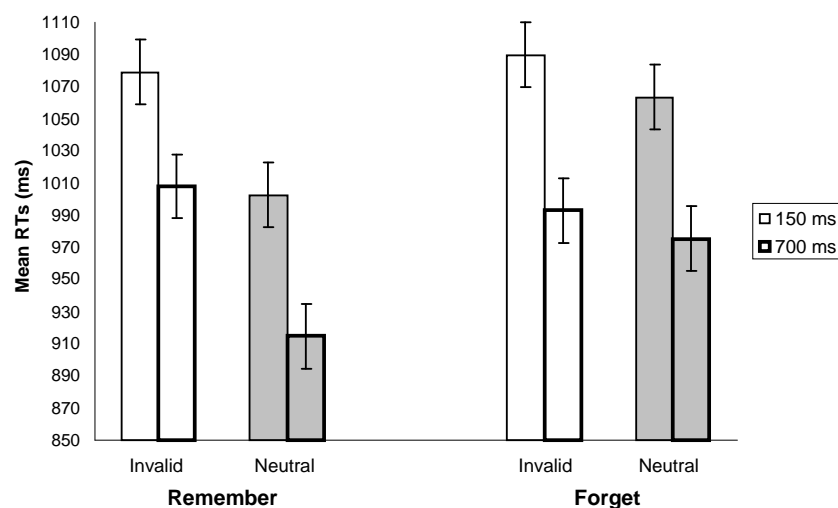 1110
1090
1070
1050
1030
1010
990
970
950
930
910
890
870
850
Mean RTs (ms)
Invalid
Neutral
Invalid
Neutral
Remember
Forget
150 ms
700 ms